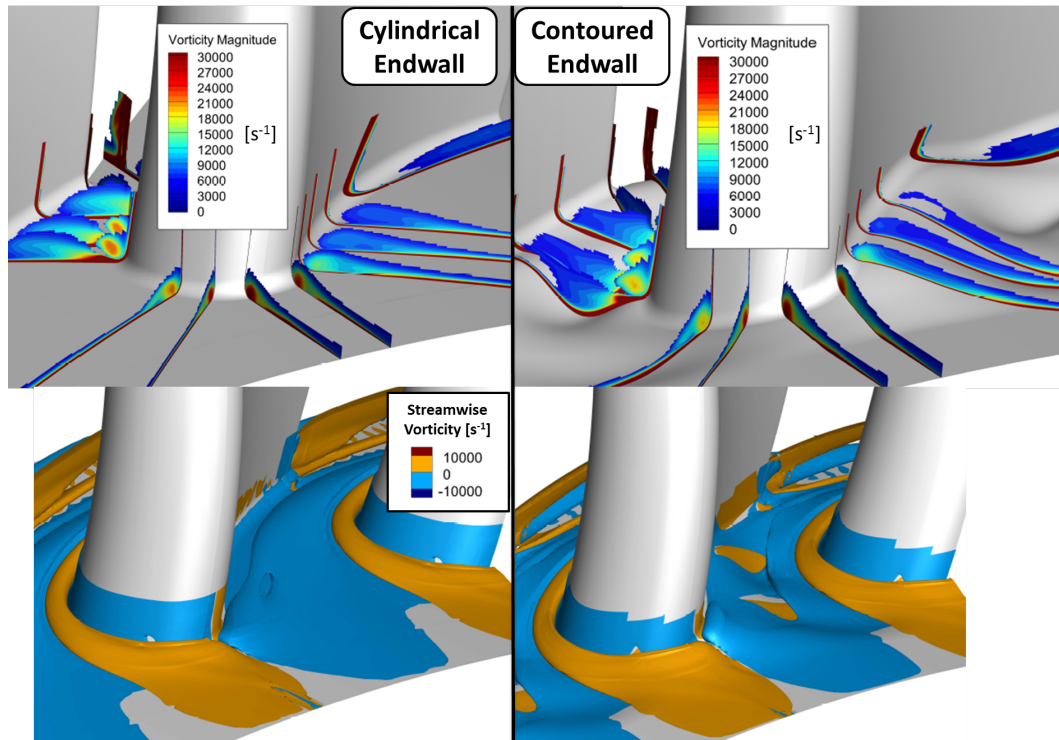 Cylindrical
Endwall
Contoured
Endwall
Vorticity Magnitude
30000
27000
24000
21000
18000
15000
12000
9000
6000
3000
0
[s⁻¹]
Vorticity Magnitude
30000
27000
24000
21000
18000
15000
12000
9000
6000
3000
0
[s⁻¹]
Streamwise
Vorticity [s⁻¹]
10000
0
-10000